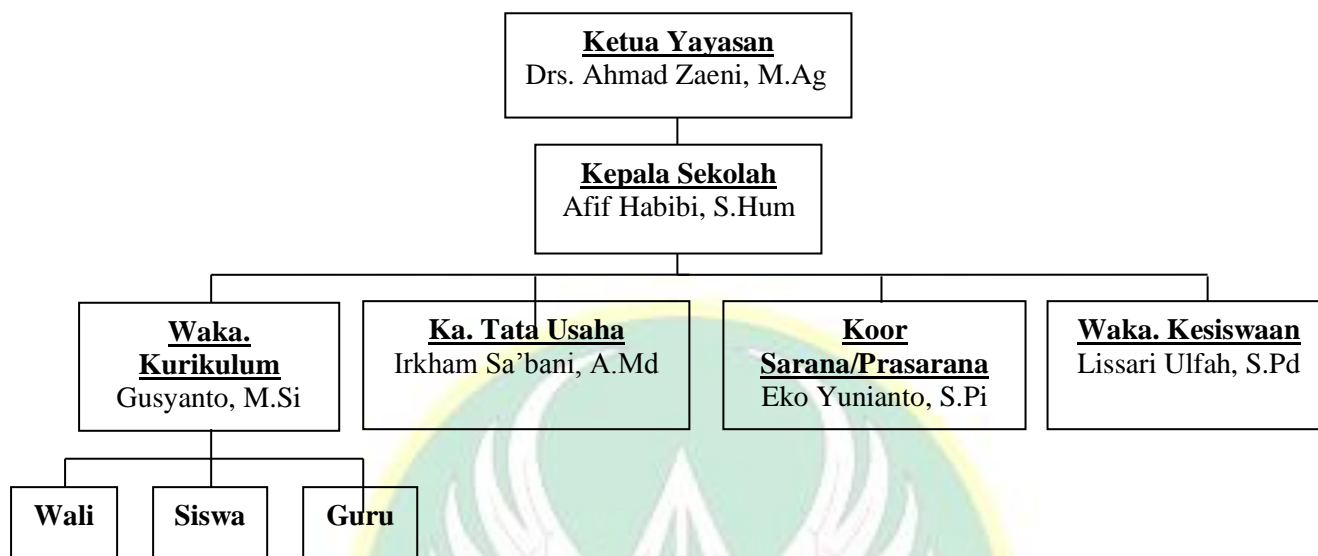 Ketua Yayasan
Drs. Ahmad Zaeni, M.Ag
Kepala Sekolah
Afif Habibi, S.Hum
Waka.
Kurikulum
Gusyanto, M.Si
Ka. Tata Usaha
Irkham Sa’bani, A.Md
Koor
Sarana/Prasarana
Eko Yunianto, S.Pi
Waka. Kesiswaan
Lissari Ulfah, S.Pd
Wali
Siswa
Guru